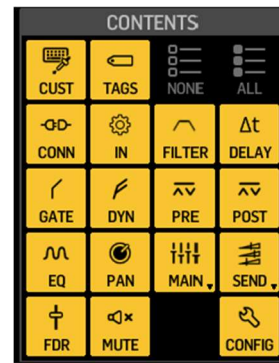 CONTENTS
CUST TAGS NONE ALL
CONN IN FILTER Δt DELAY
GATE DYN PRE POST
EQ PAN MAIN SEND
FDR MUTE CONFIG